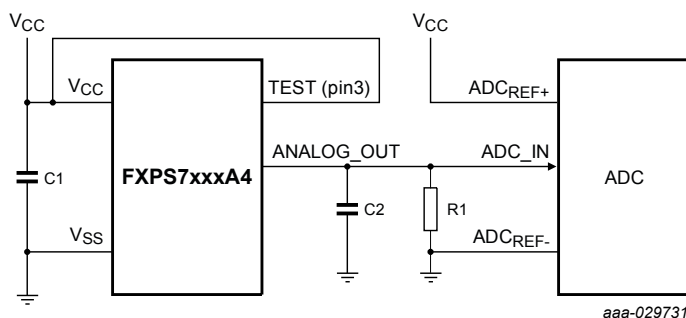 VCC
VCC
VCC
TEST (pin3)
ADCREF+
ANALOG_OUT
ADC_IN
C1
FXPS7xxxA4
ADC
C2
R1
VSS
ADCREF-
aaa-029731